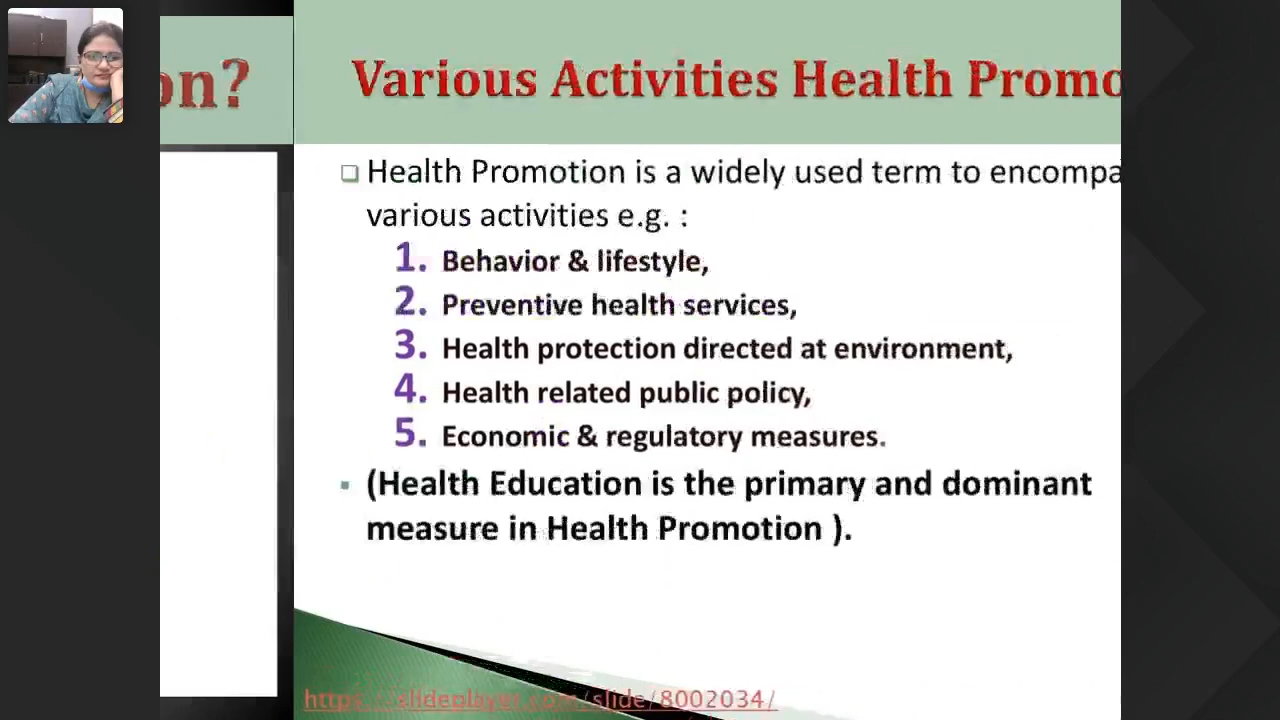 on?
Various Activities Health Promo
Health Promotion is a widely used term to encompa
various activities e.g. :
1. Behavior & lifestyle,
2. Preventive health services,
3. Health protection directed at environment,
4. Health related public policy,
5. Economic & regulatory measures.
(Health Education is the primary and dominant
measure in Health Promotion ).
https://slideplayer.com/slide/8002034/